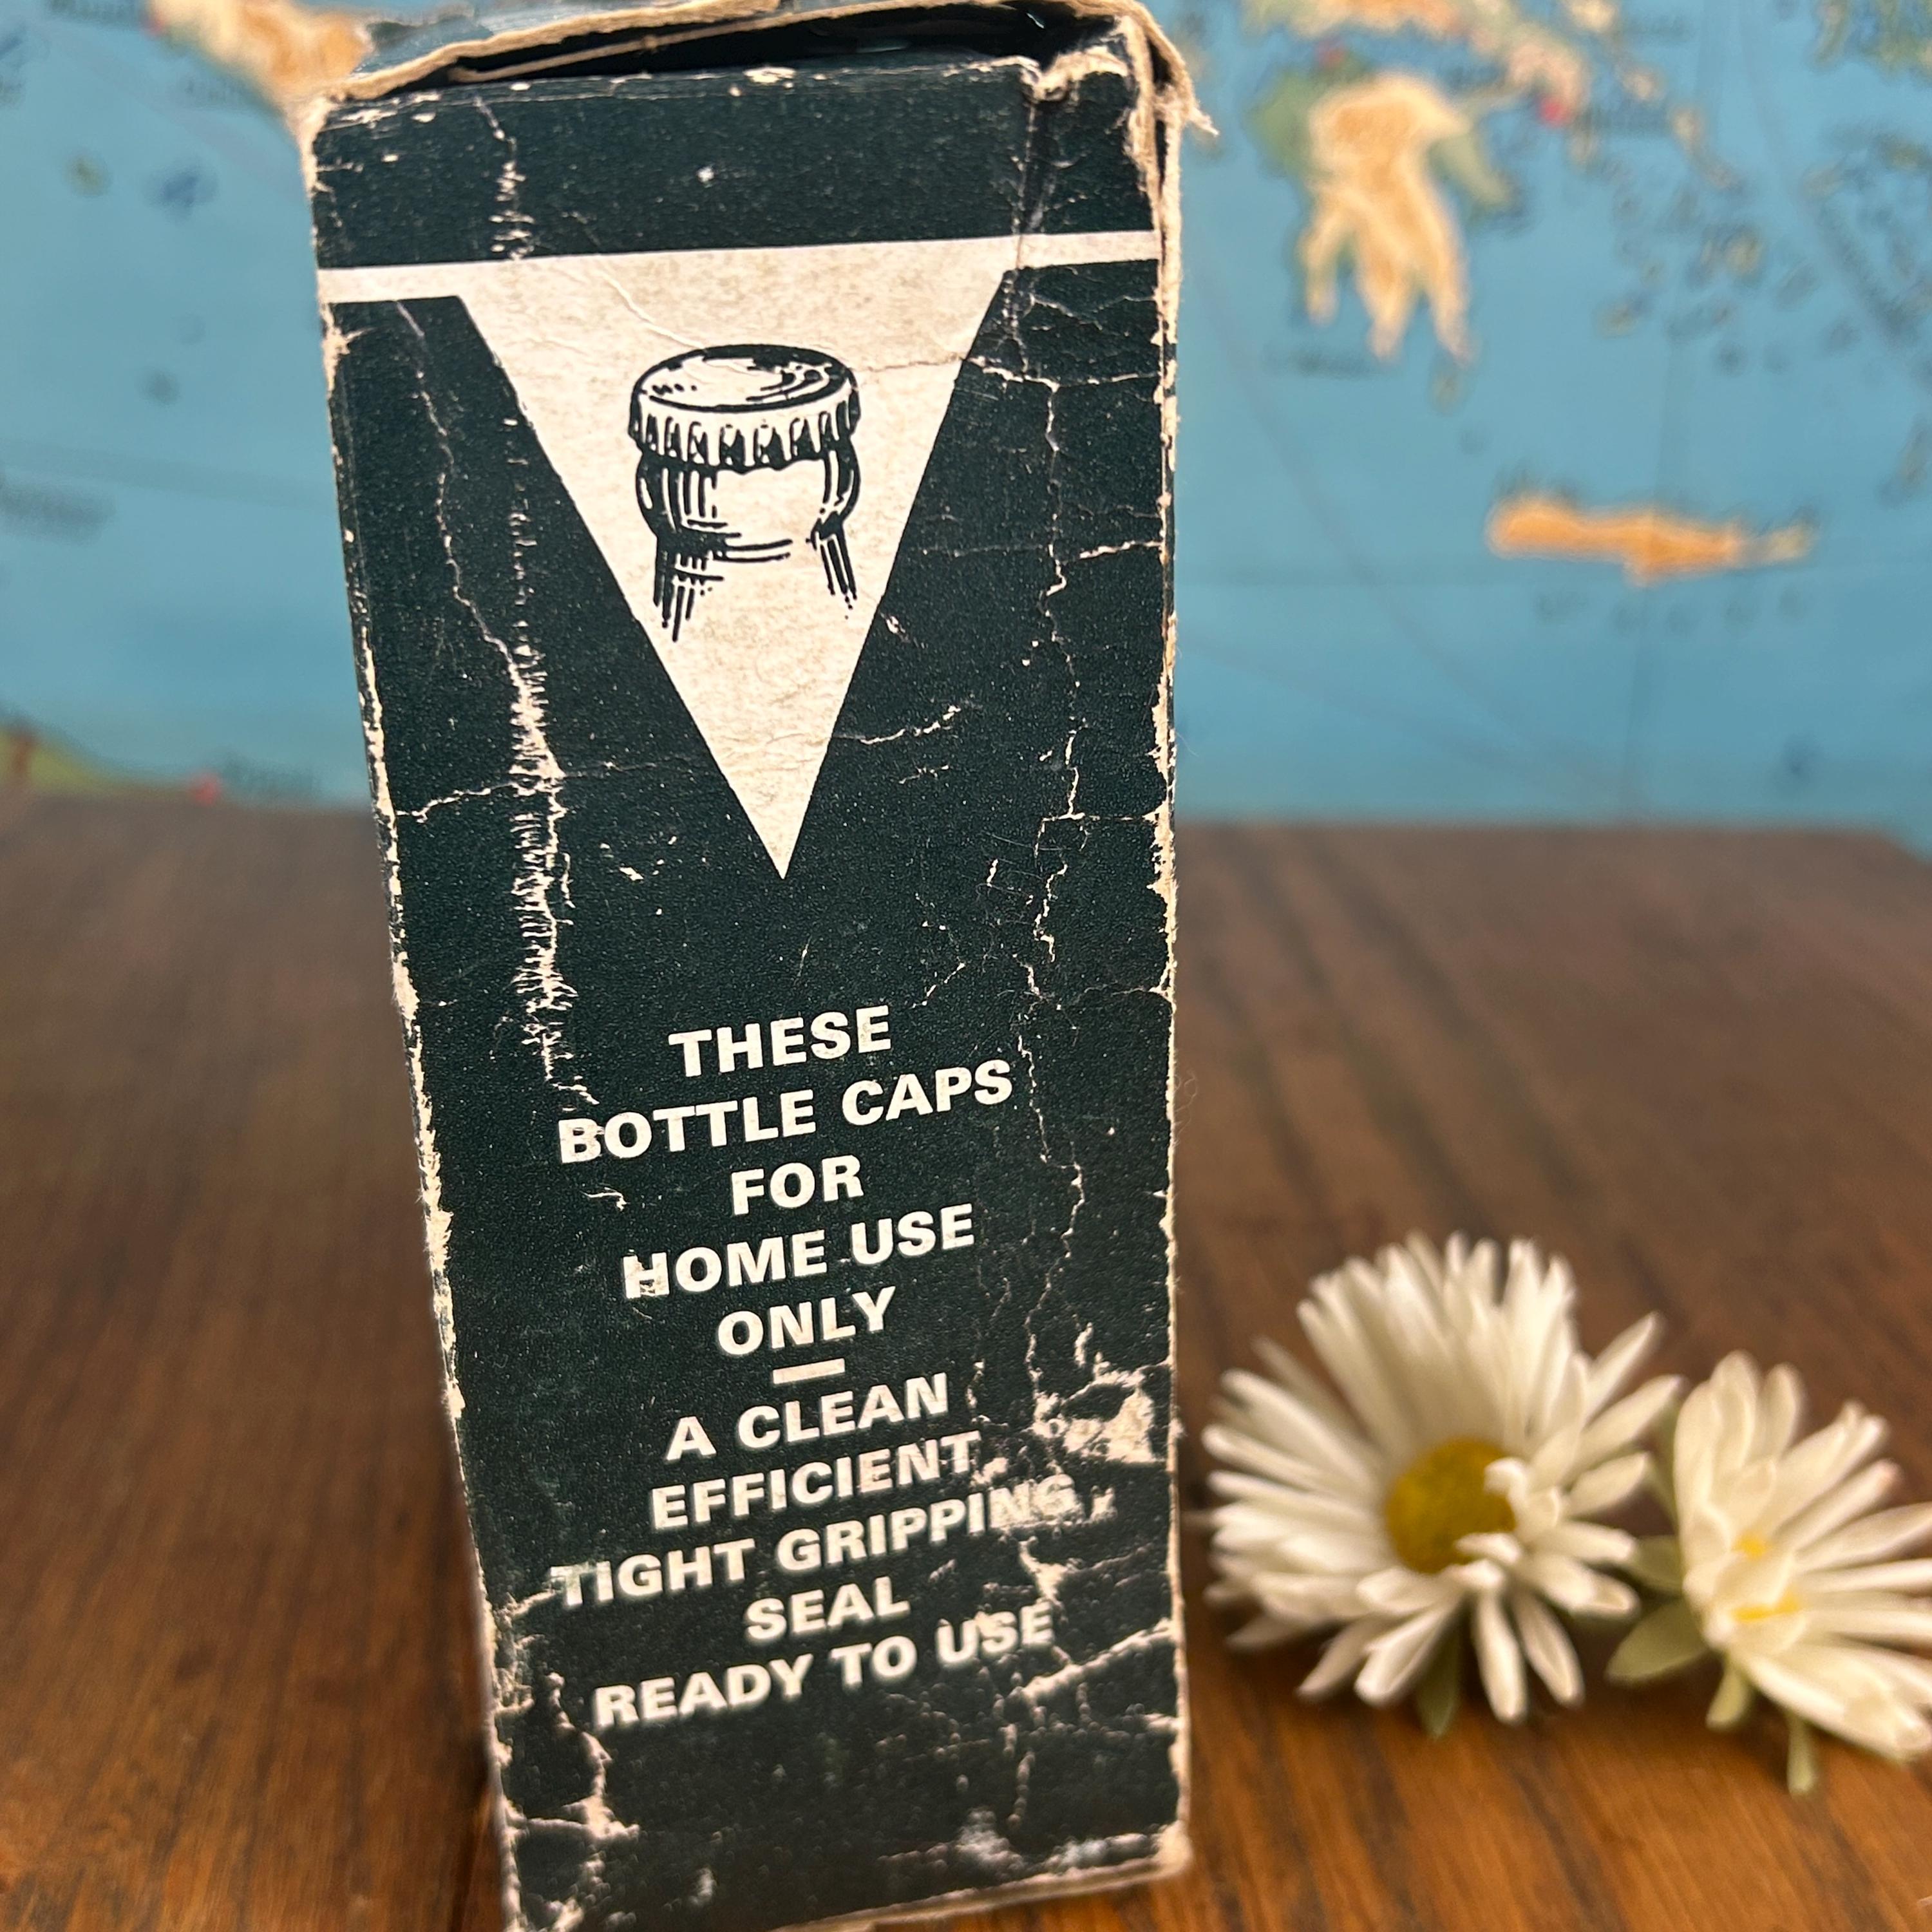 THESE
BOTTLE CAPS
FOR
HOME USE
ONLY
A CLEAN
EFFICIENT
TIGHT GRIPPING
SEAL
READY TO USE